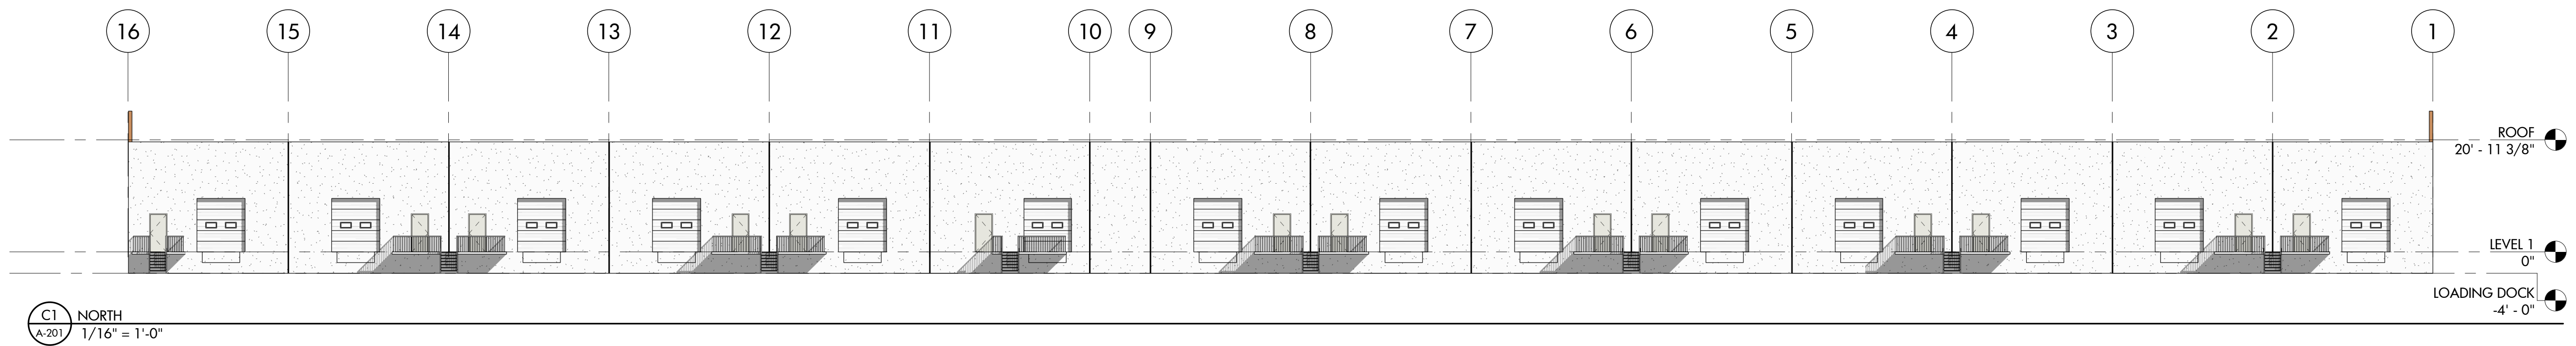 16 15 14 13 12 11 10 9 8 7 6 5 4 3 2 1
ROOF
20' - 11 3/8"
LEVEL 1
0"
LOADING DOCK
-4' - 0"
C1
A-201
NORTH
1/16" = 1'-0"